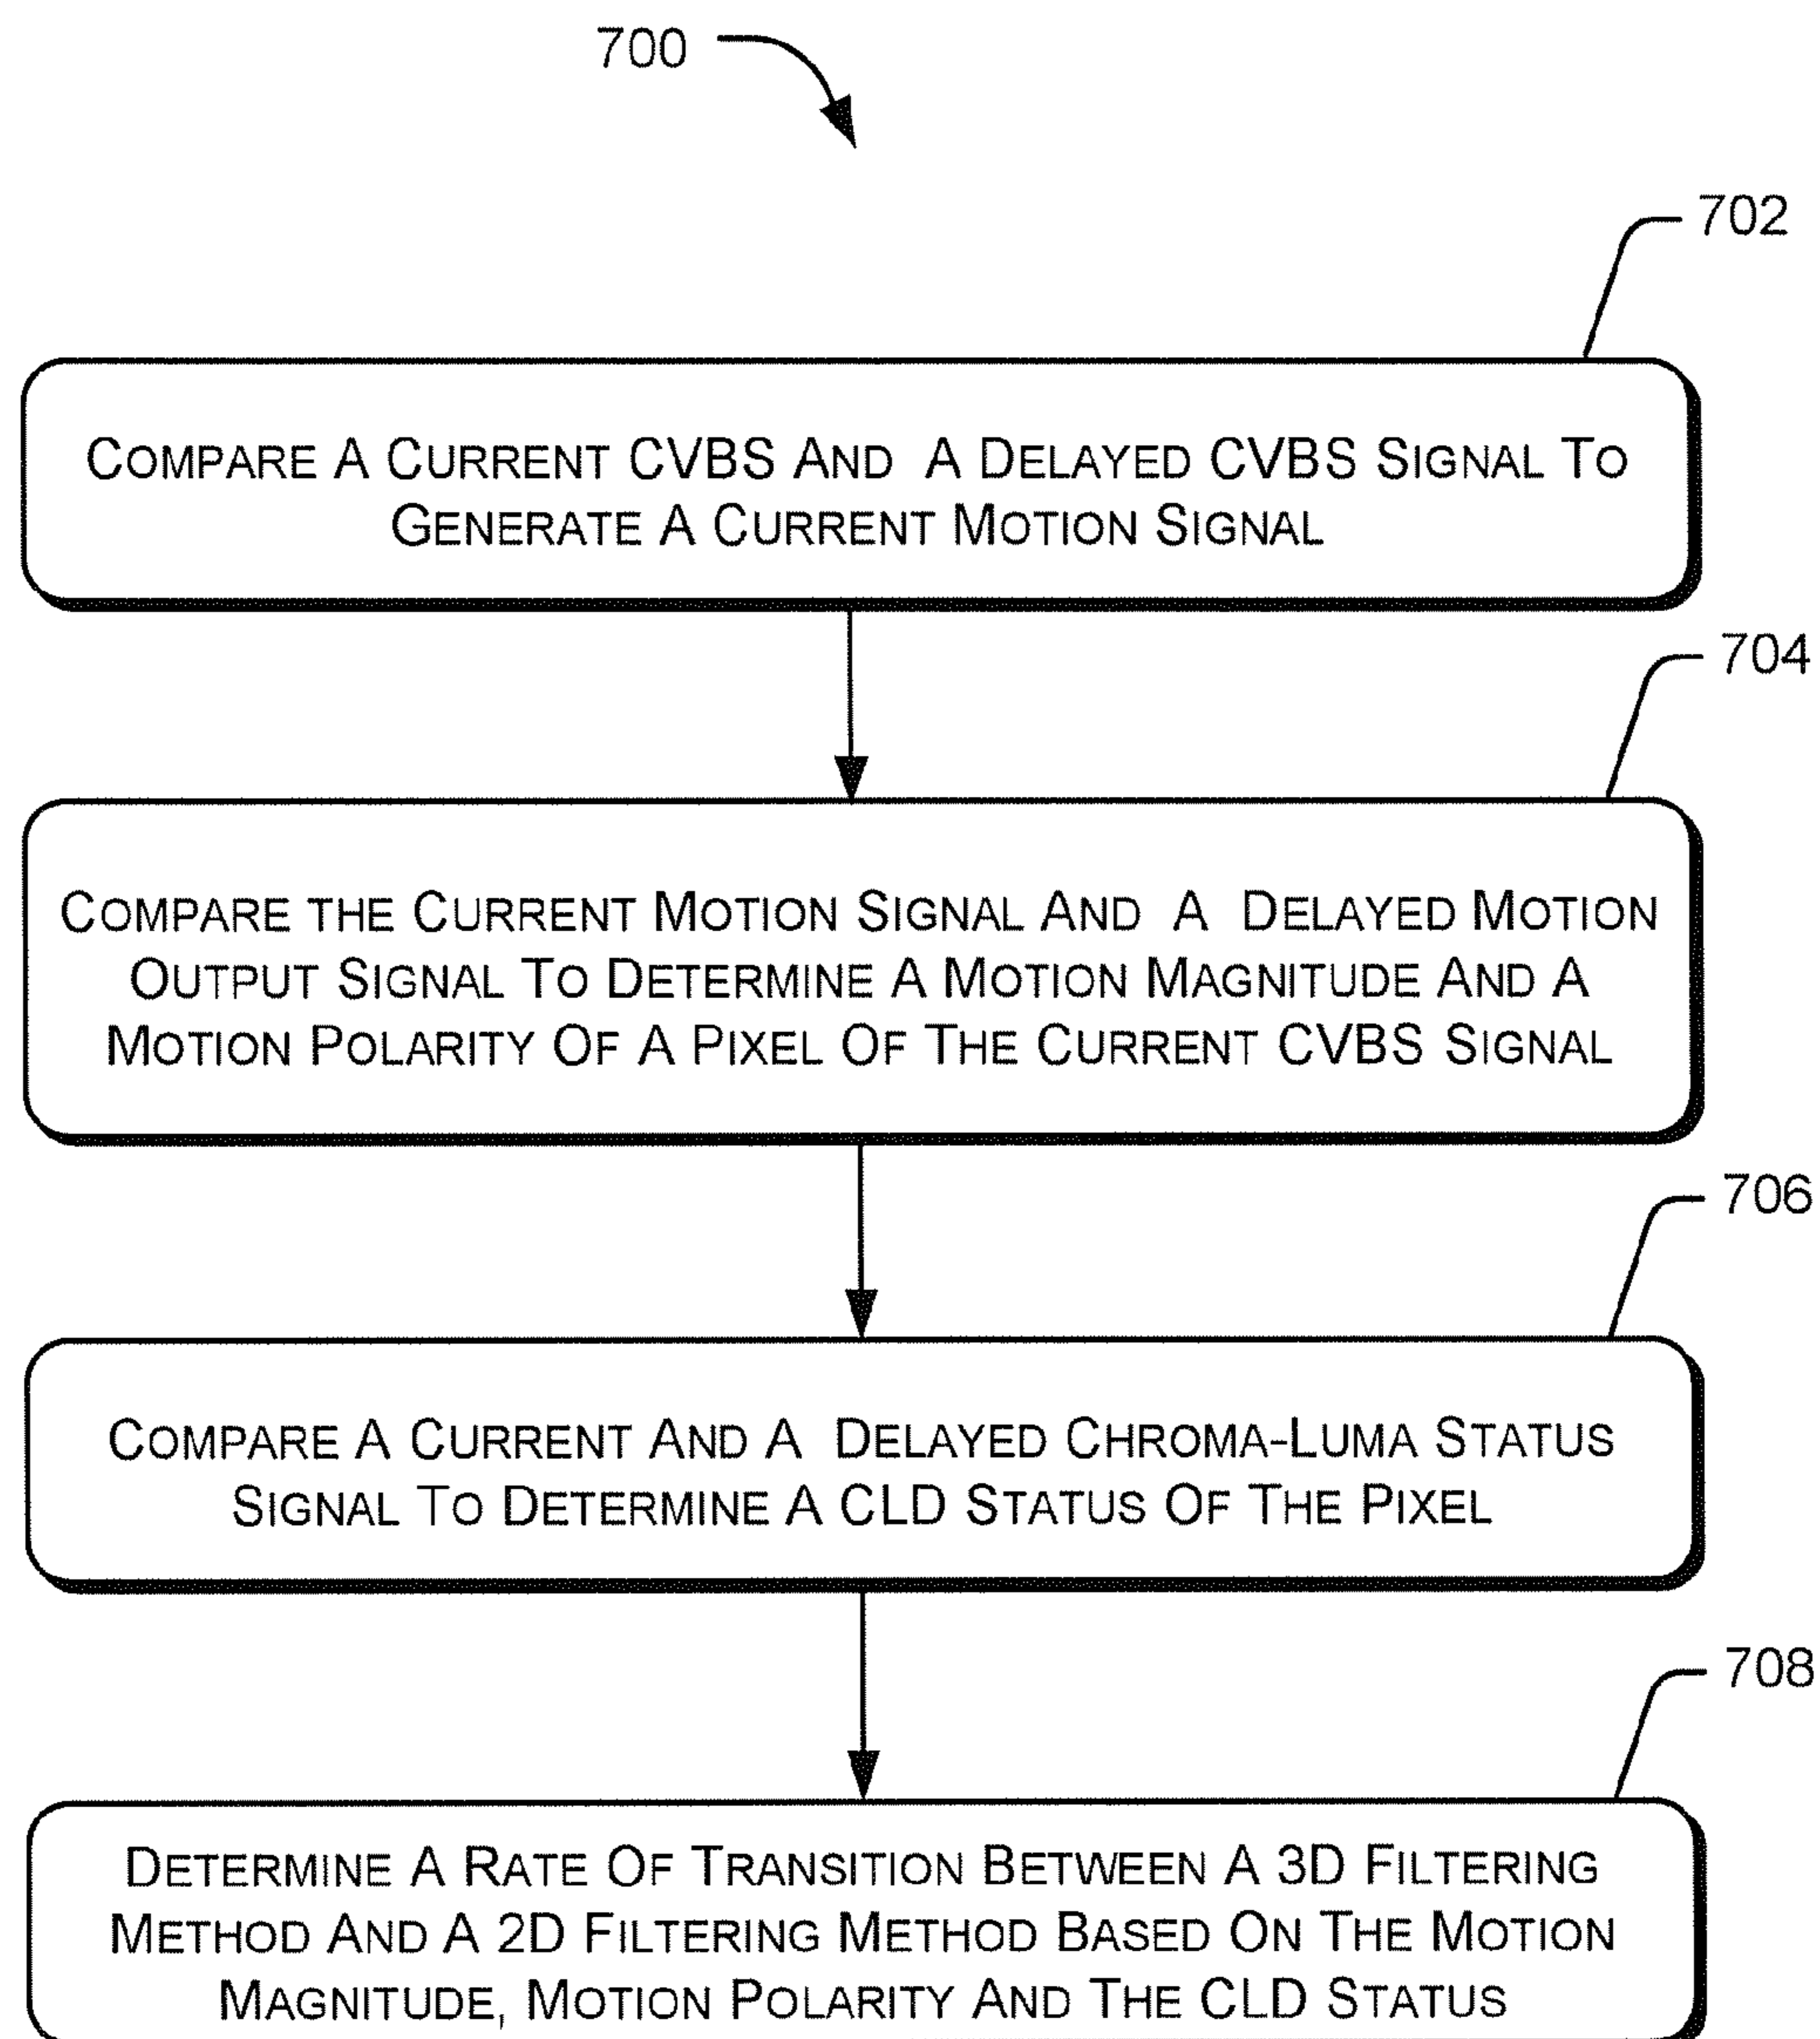 700
702
COMPARE A CURRENT CVBS AND A DELAYED CVBS SIGNAL TO
GENERATE A CURRENT MOTION SIGNAL
704
COMPARE THE CURRENT MOTION SIGNAL AND A DELAYED MOTION
OUTPUT SIGNAL TO DETERMINE A MOTION MAGNITUDE AND A
MOTION POLARITY OF A PIXEL OF THE CURRENT CVBS SIGNAL
706
COMPARE A CURRENT AND A DELAYED CHROMA-LUMA STATUS
SIGNAL TO DETERMINE A CLD STATUS OF THE PIXEL
708
DETERMINE A RATE OF TRANSITION BETWEEN A 3D FILTERING
METHOD AND A 2D FILTERING METHOD BASED ON THE MOTION
MAGNITUDE, MOTION POLARITY AND THE CLD STATUS